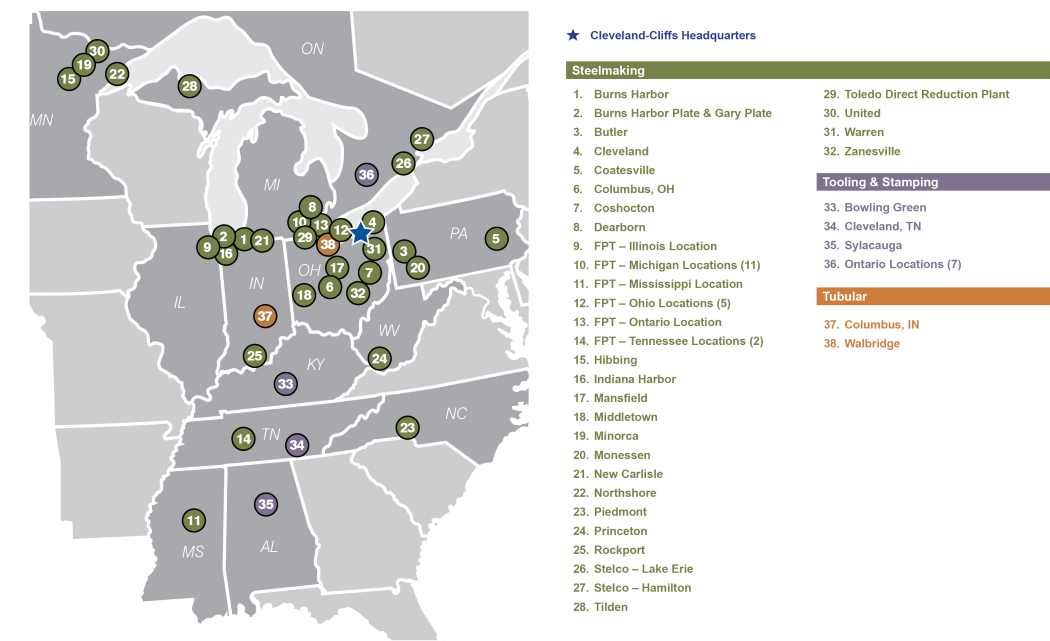 ON
30
19
15
22
28
MN
27
26
36
MI
8
10
13
12
4
2
1
21
9
16
29
38
31
3
20
PA
5
OH
17
7
6
18
32
IL
IN
37
25
WV
24
KY
33
NC
23
14
TN
34
35
11
MS
AL
Cleveland-Cliffs Headquarters
Steelmaking
1. Burns Harbor
2. Burns Harbor Plate & Gary Plate
3. Butler
4. Cleveland
5. Coatesville
6. Columbus, OH
7. Coshocton
8. Dearborn
9. FPT – Illinois Location
10. FPT – Michigan Locations (11)
11. FPT – Mississippi Location
12. FPT – Ohio Locations (5)
13. FPT – Ontario Location
14. FPT – Tennessee Locations (2)
15. Hibbing
16. Indiana Harbor
17. Mansfield
18. Middletown
19. Minorca
20. Monessen
21. New Carlisle
22. Northshore
23. Piedmont
24. Princeton
25. Rockport
26. Stelco – Lake Erie
27. Stelco – Hamilton
28. Tilden
29. Toledo Direct Reduction Plant
30. United
31. Warren
32. Zanesville
Tooling & Stamping
33. Bowling Green
34. Cleveland, TN
35. Sylacauga
36. Ontario Locations (7)
Tubular
37. Columbus, IN
38. Walbridge